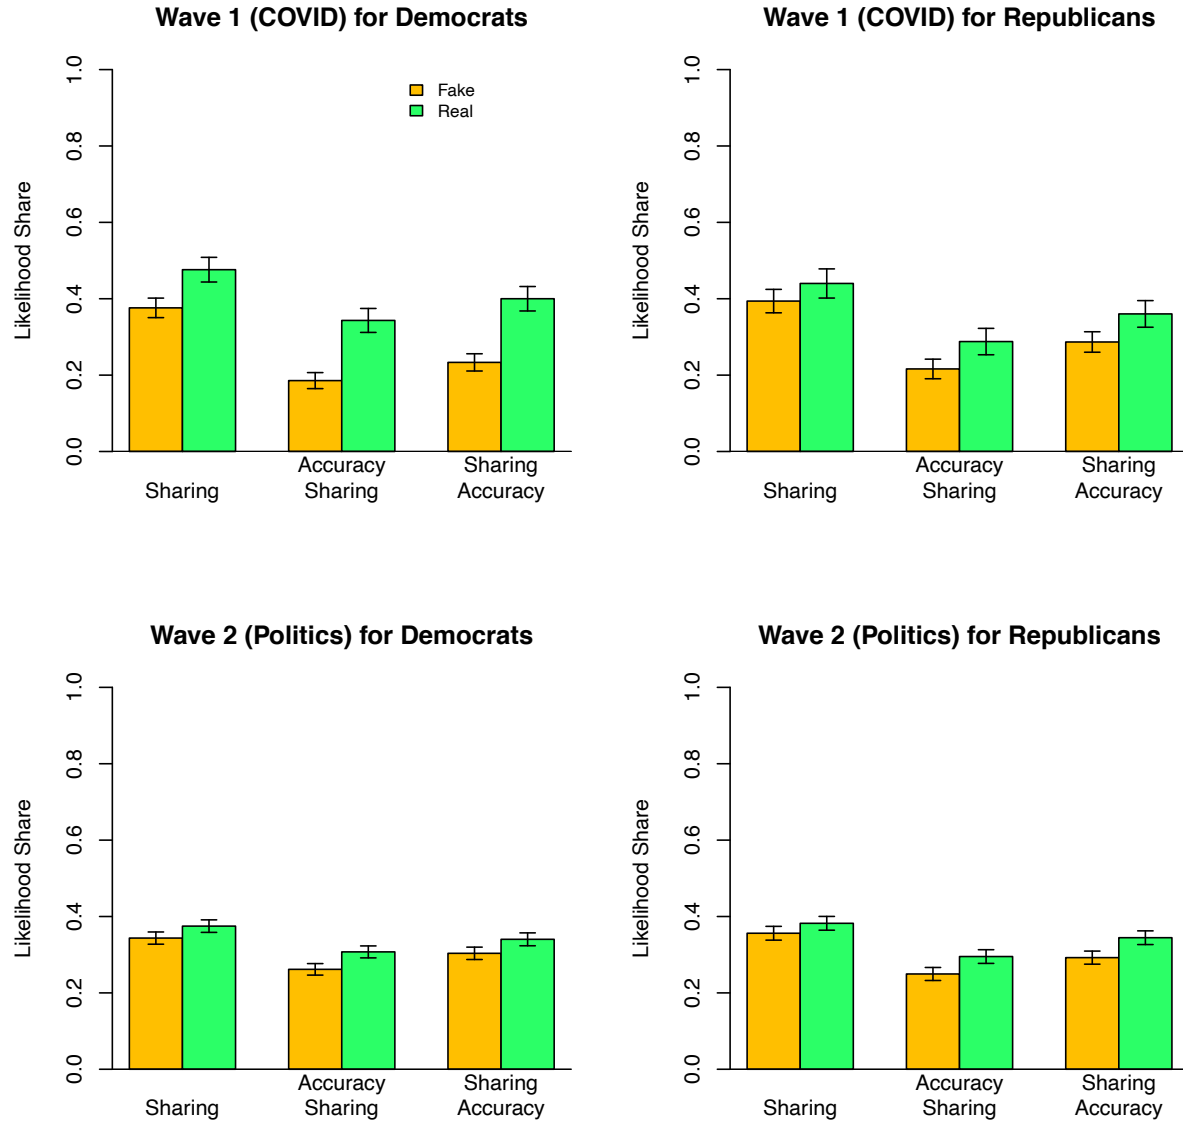 Wave 1 (COVID) for Democrats
Likelihood Share
1.0
0.8
0.6
0.4
0.2
0.0
Fake
Real
Sharing
Accuracy
Sharing
Sharing
Accuracy
Wave 1 (COVID) for Republicans
Likelihood Share
1.0
0.8
0.6
0.4
0.2
0.0
Sharing
Accuracy
Sharing
Sharing
Accuracy
Wave 2 (Politics) for Democrats
Likelihood Share
1.0
0.8
0.6
0.4
0.2
0.0
Sharing
Accuracy
Sharing
Sharing
Accuracy
Wave 2 (Politics) for Republicans
Likelihood Share
1.0
0.8
0.6
0.4
0.2
0.0
Sharing
Accuracy
Sharing
Sharing
Accuracy